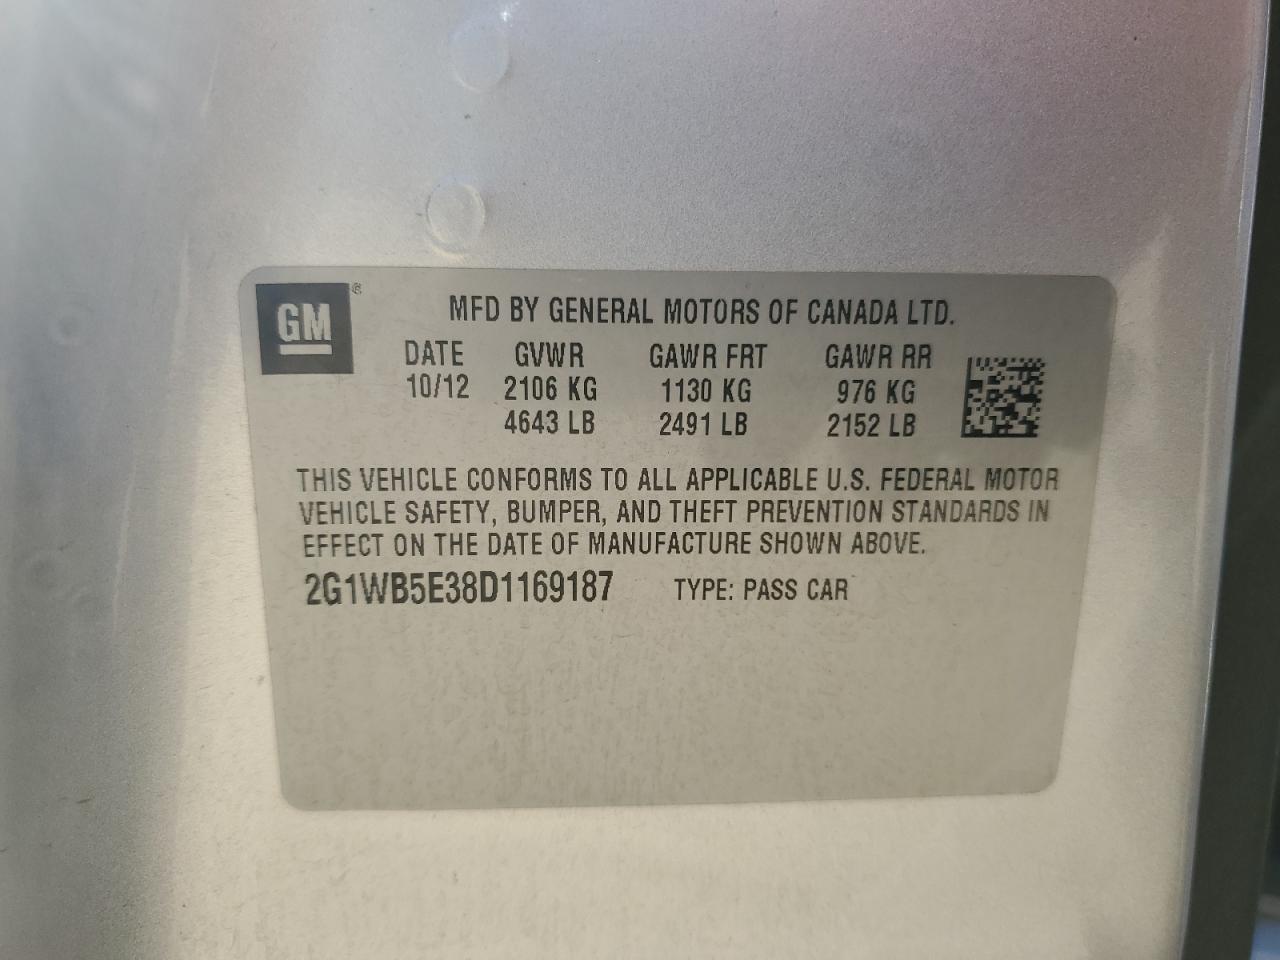 GM®
MFD BY GENERAL MOTORS OF CANADA LTD.
DATE GVWR GAWR FRT GAWR RR
10/12 2106 KG 1130 KG 976 KG
4643 LB 2491 LB 2152 LB
THIS VEHICLE CONFORMS TO ALL APPLICABLE U.S. FEDERAL MOTOR
VEHICLE SAFETY, BUMPER, AND THEFT PREVENTION STANDARDS IN
EFFECT ON THE DATE OF MANUFACTURE SHOWN ABOVE.
2G1WB5E38D1169187 TYPE: PASS CAR